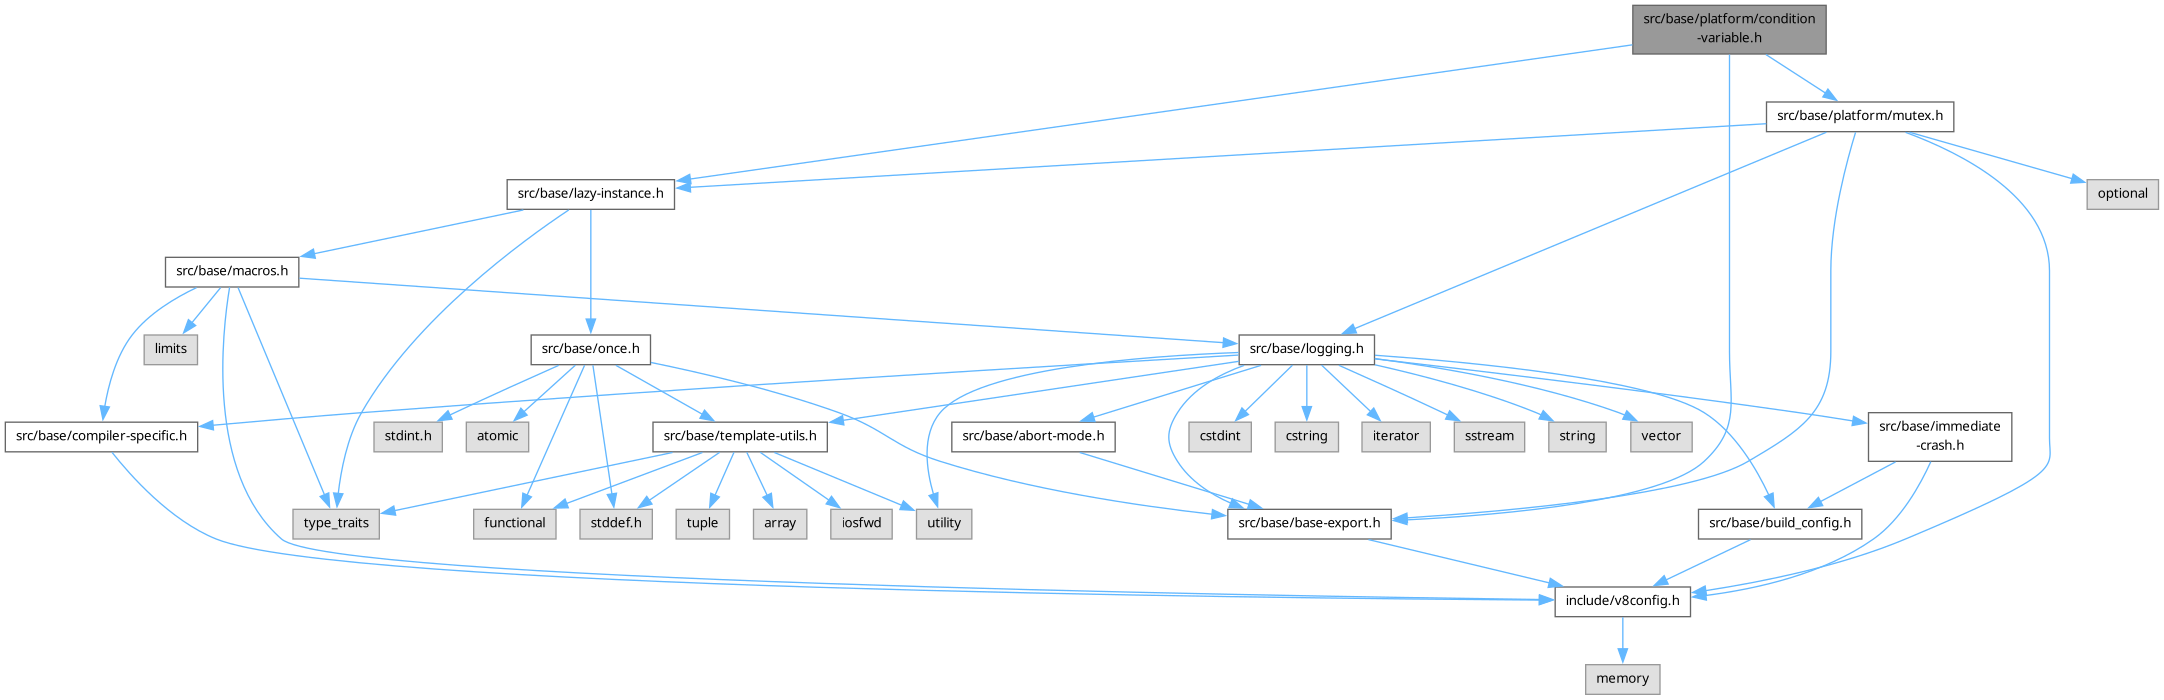 src/base/platform/condition
-variable.h
src/base/platform/mutex.h
src/base/lazy-instance.h
optional
src/base/macros.h
limits
src/base/once.h
src/base/logging.h
src/base/compiler-specific.h
stdint.h
atomic
src/base/template-utils.h
src/base/abort-mode.h
cstdint
cstring
iterator
sstream
string
vector
src/base/immediate
-crash.h
type_traits
functional
stddef.h
tuple
array
iosfwd
utility
src/base/base-export.h
src/base/build_config.h
include/v8config.h
memory